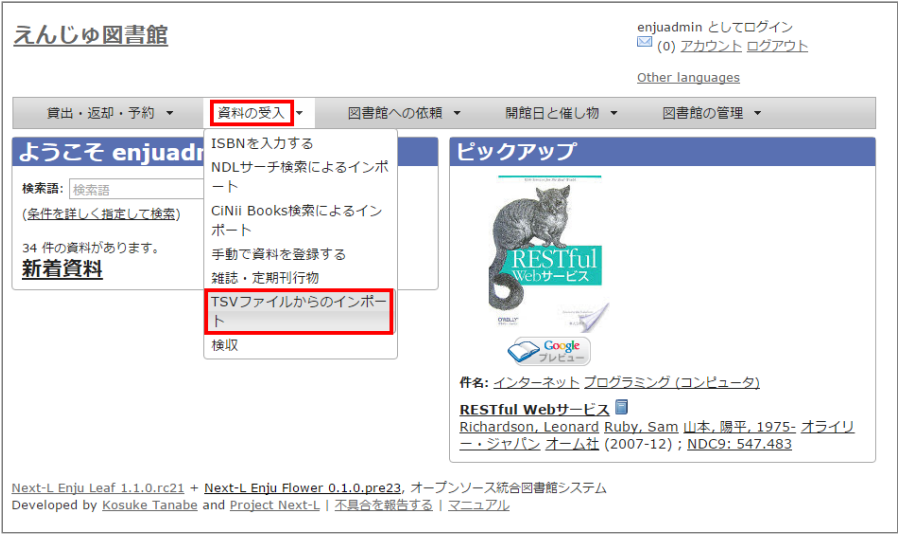 えんじゅ図書館
enjuadmin としてログイン
(0) アカウント ログアウト
Other languages
貸出・返却・予約 ▼ 資料の受入 ▼ 図書館への依頼 ▼ 開館日と催し物 ▼ 図書館の管理 ▼
ようこそ enjuadm
検索語: 検索語
(条件を詳しく指定して検索)
34 件の資料があります。
新着資料
ISBNを入力する
NDLサーチ検索によるインポ
ート
CiNii Books検索によるイン
ポート
手動で資料を登録する
雑誌・定期刊行物
TSVファイルからのインポー
ト
検収
ピックアップ
RESTful
Webサービス
O'REILLY
Google
プレビュー
件名: インターネット プログラミング (コンピュータ)
RESTful Webサービス
Richardson, Leonard Ruby, Sam 山本, 陽平, 1975- オライリ
ー・ジャパン オーム社 (2007-12) ; NDC9: 547.483
Next-L Enju Leaf 1.1.0.rc21 + Next-L Enju Flower 0.1.0.pre23, オープンソース統合図書館システム
Developed by Kosuke Tanabe and Project Next-L | 不具合を報告する | マニュアル